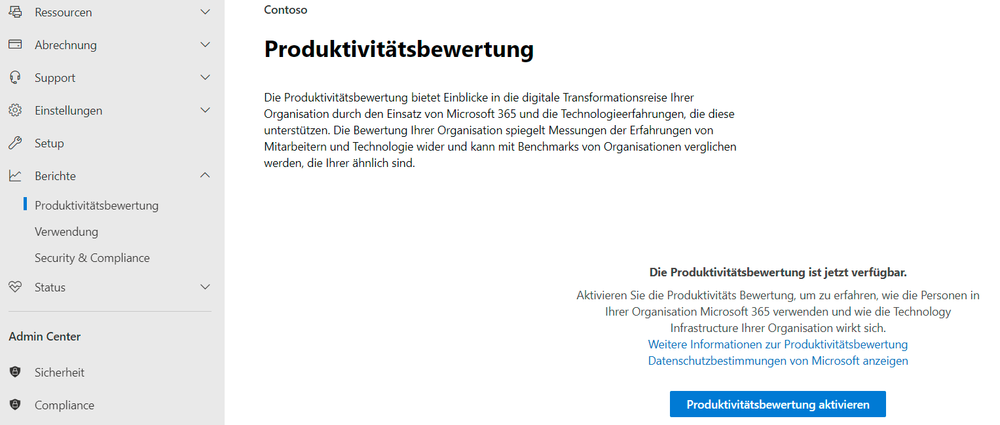 Ressourcen
Abrechnung
Support
Einstellungen
Setup
Berichte
Produktivitätsbewertung
Verwendung
Security & Compliance
Status
Admin Center
Sicherheit
Compliance
Contoso
Produktivitätsbewertung
Die Produktivitätsbewertung bietet Einblicke in die digitale Transformationsreise Ihrer
Organisation durch den Einsatz von Microsoft 365 und die Technologieerfahrungen, die diese
unterstützen. Die Bewertung Ihrer Organisation spiegelt Messungen der Erfahrungen von
Mitarbeitern und Technologie wider und kann mit Benchmarks von Organisationen verglichen
werden, die Ihrer ähnlich sind.
Die Produktivitätsbewertung ist jetzt verfügbar.
Aktivieren Sie die Produktivitäts Bewertung, um zu erfahren, wie die Personen in
Ihrer Organisation Microsoft 365 verwenden und wie die Technology
Infrastructure Ihrer Organisation wirkt sich.
Weitere Informationen zur Produktivitätsbewertung
Datenschutzbestimmungen von Microsoft anzeigen
Produktivitätsbewertung aktivieren